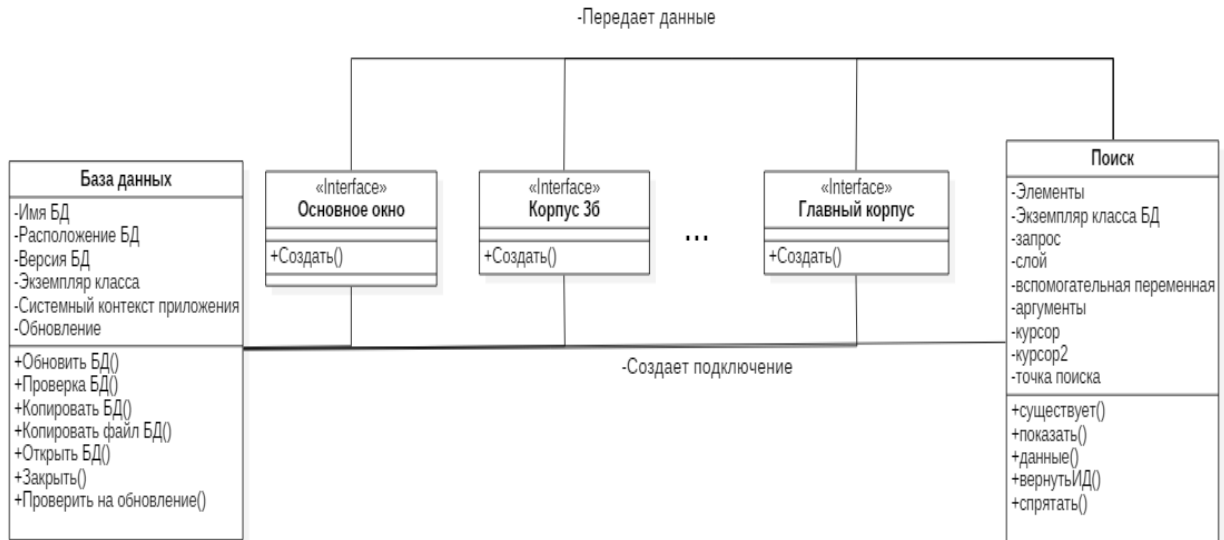 -Передает данные
База данных
-Имя БД
-Расположение БД
-Версия БД
-Экземпляр класса
-Системный контекст приложения
-Обновление
+Обновить БД()
+Проверка БД()
+Копировать БД()
+Копировать файл БД()
+Открыть БД()
+Закрыть()
+Проверить на обновление()
«Interface»
Основное окно
+Создать()
«Interface»
Корпус 3б
+Создать()
...
«Interface»
Главный корпус
+Создать()
-Создает подключение
Поиск
-Элементы
-Экземпляр класса БД
-запрос
-слой
-вспомогательная переменная
-аргументы
-курсор
-курсор2
-точка поиска
+существует()
+показать()
+данные()
+вернутьИД()
+спрятать()